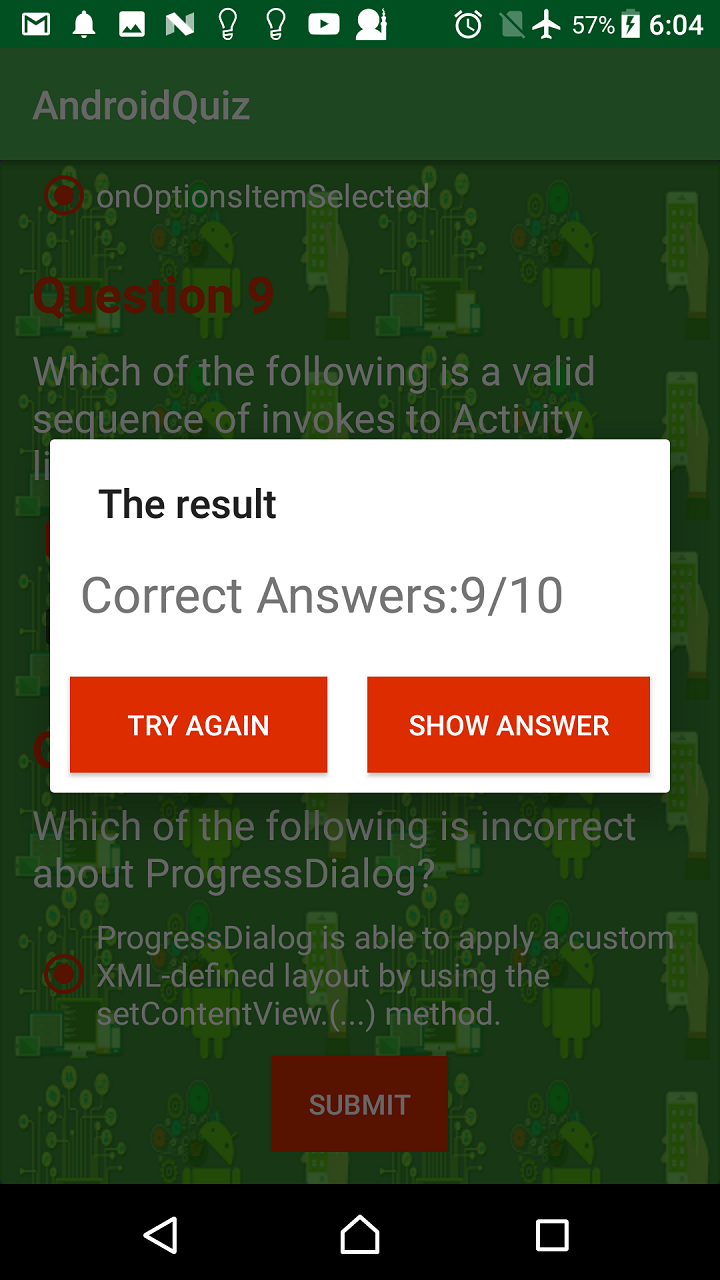 57% 6:04
AndroidQuiz
onOptionsItemSelected
Question 9
Which of the following is a valid
sequence of invokes to Activity
The result
Correct Answers:9/10
TRY AGAIN
SHOW ANSWER
Which of the following is incorrect
about ProgressDialog?
ProgressDialog is able to apply a custom
XML-defined layout by using the
setContentView.(...) method.
SUBMIT